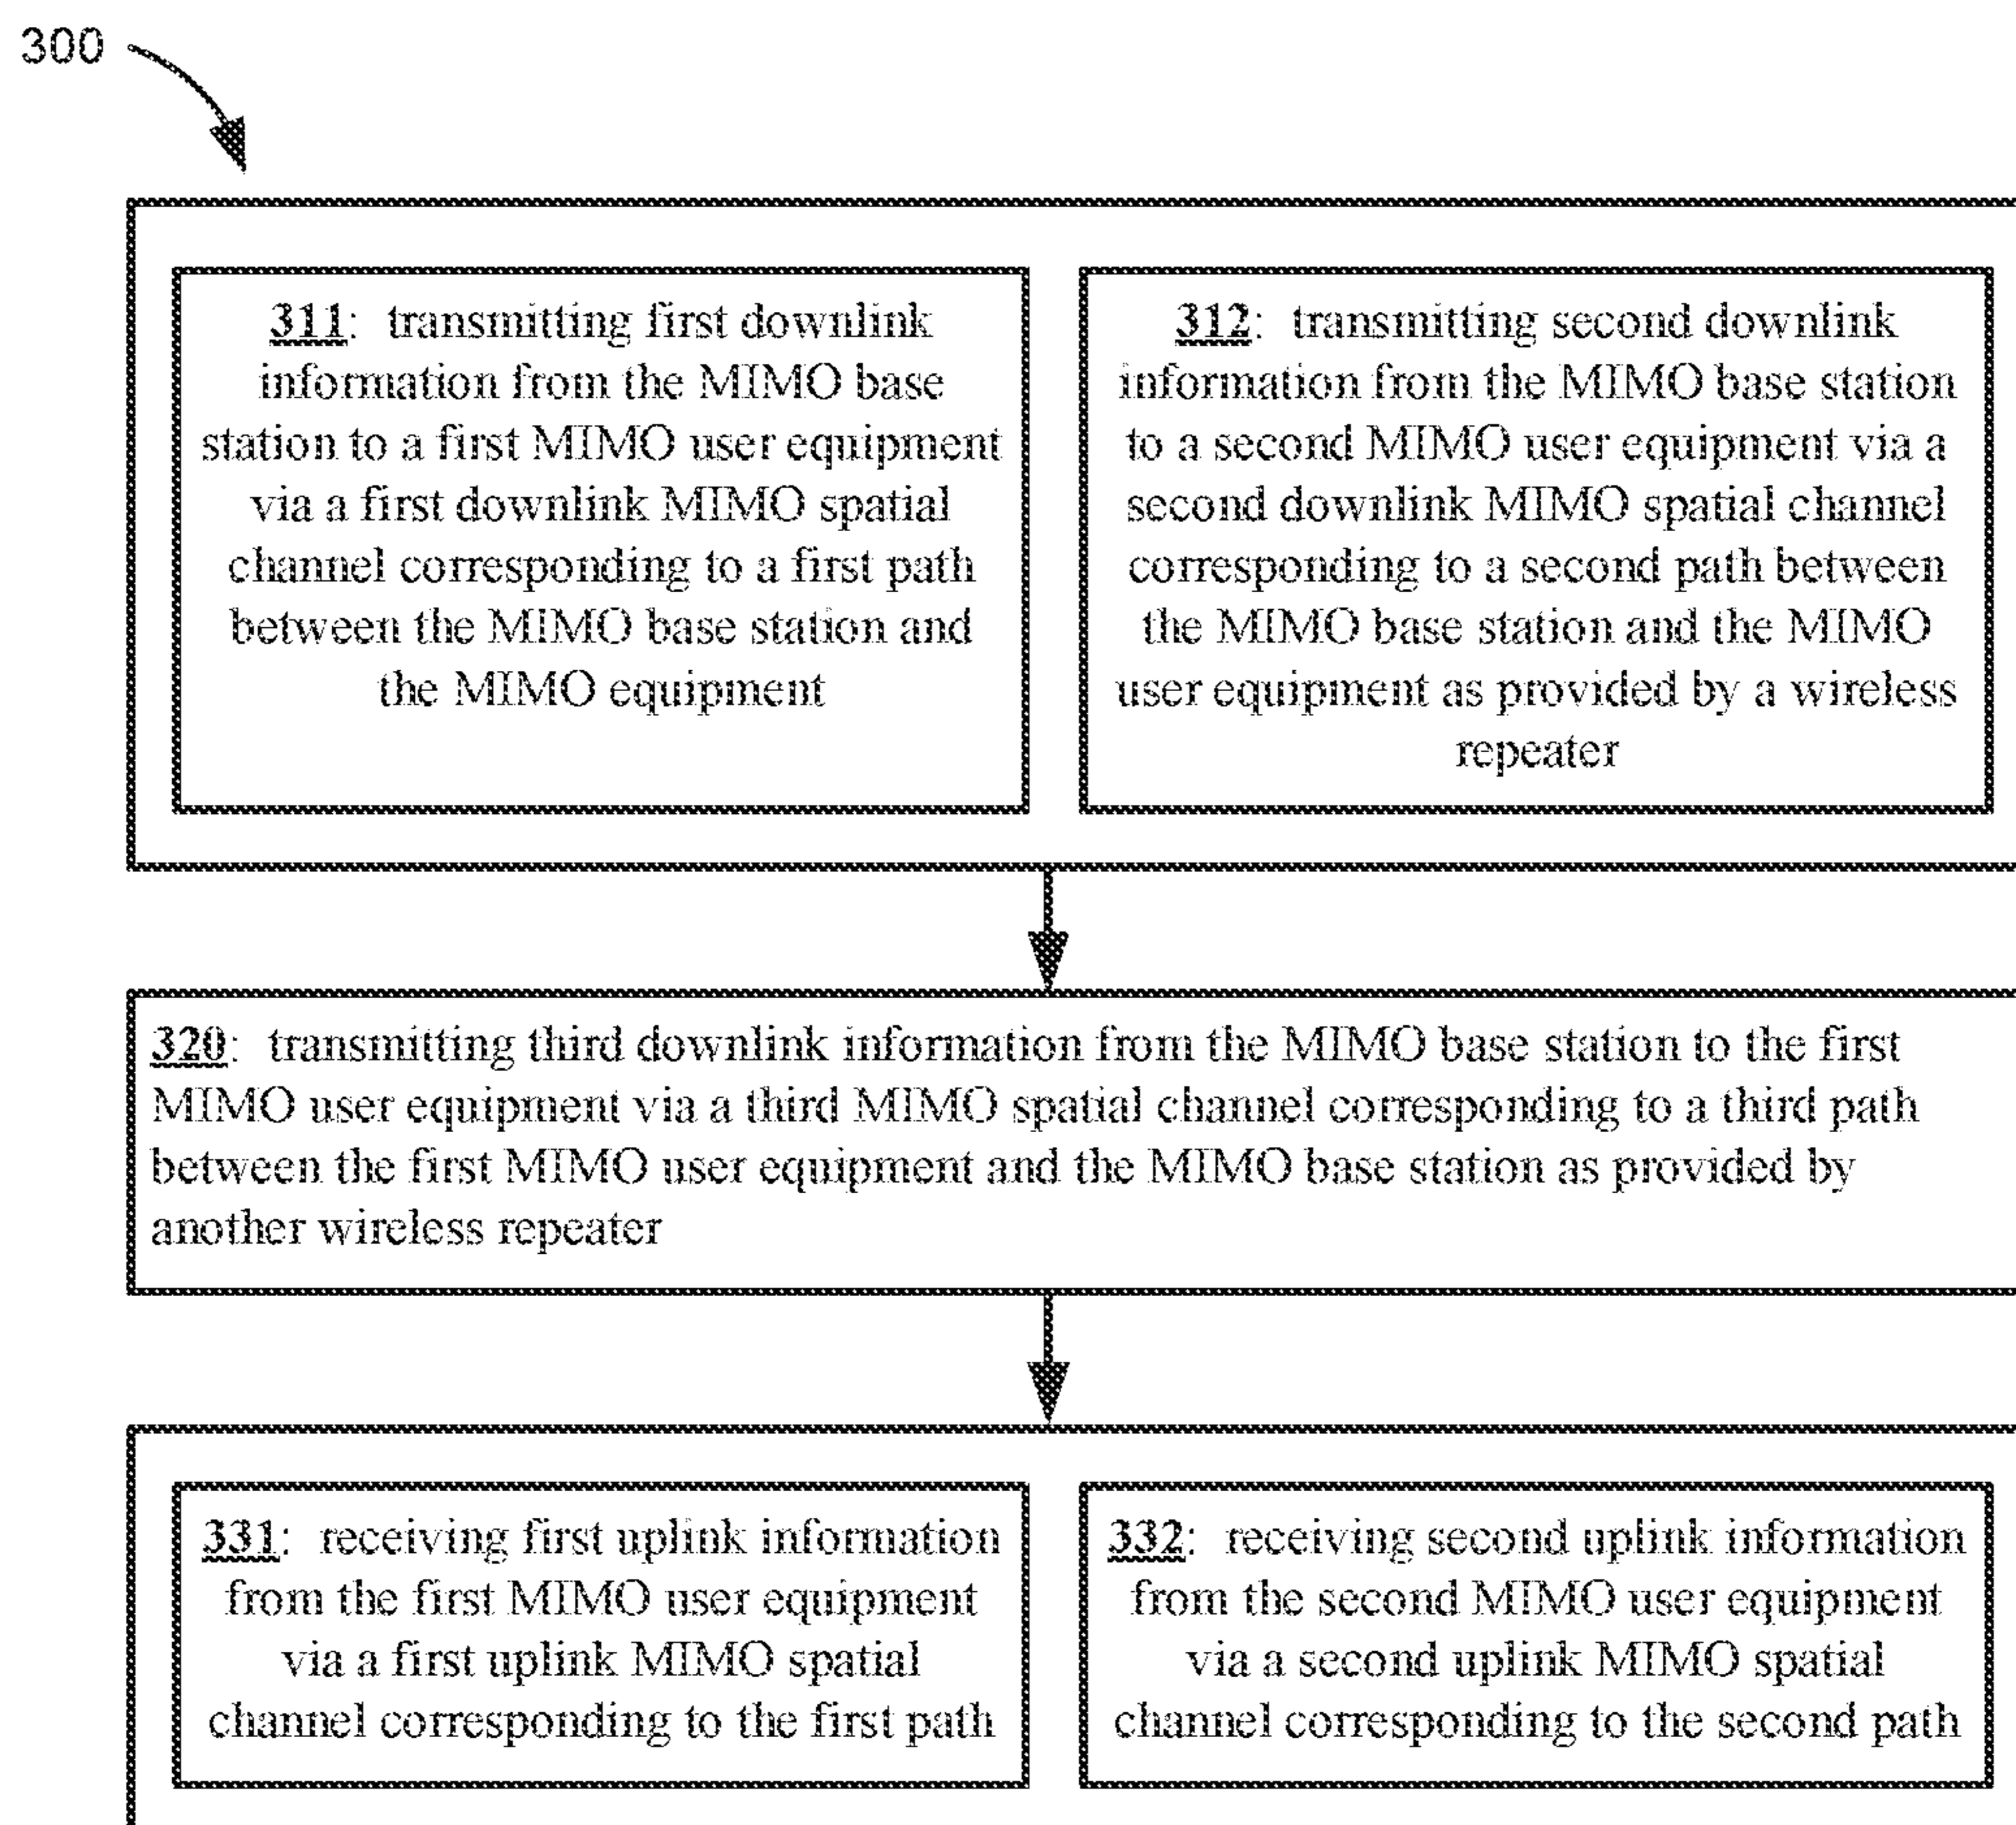 300
311: transmitting first downlink
information from the MIMO base
station to a first MIMO user equipment
via a first downlink MIMO spatial
channel corresponding to a first path
between the MIMO base station and
the MIMO equipment
312: transmitting second downlink
information from the MIMO base station
to a second MIMO user equipment via a
second downlink MIMO spatial channel
corresponding to a second path between
the MIMO base station and the MIMO
user equipment as provided by a wireless
repeater
320: transmitting third downlink information from the MIMO base station to the first
MIMO user equipment via a third MIMO spatial channel corresponding to a third path
between the first MIMO user equipment and the MIMO base station as provided by
another wireless repeater
331: receiving first uplink information
from the first MIMO user equipment
via a first uplink MIMO spatial
channel corresponding to the first path
332: receiving second uplink information
from the second MIMO user equipment
via a second uplink MIMO spatial
channel corresponding to the second path